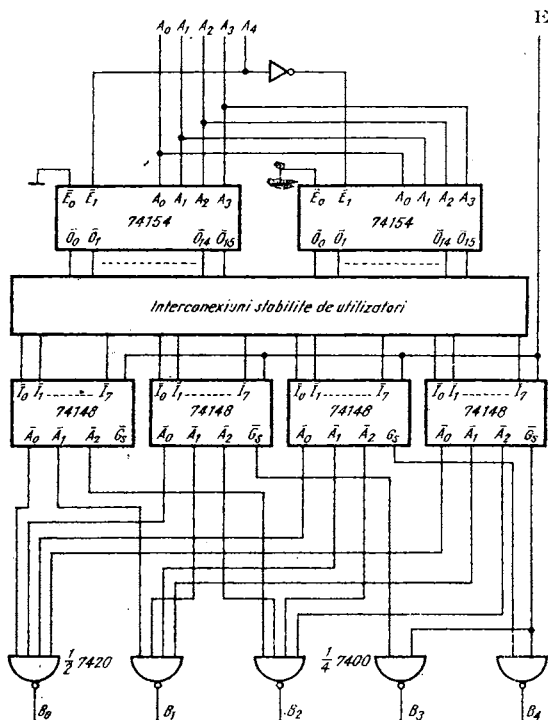 E
A₀ A₁ A₂ A₃ A₄
Ē₀ Ē₁ A₀ A₁ A₂ A₃
74154
Ō₀ Ō₁ Ō₁₄ Ō₁₅
Ē₀ Ē₁ A₀ A₁ A₂ A₃
74154
Ō₀ Ō₁ Ō₁₄ Ō₁₅
Interconexiuni stabilite de utilizatori
Ī₀ Ī₁ Ī₇
74148
Ā₀ Ā₁ Ā₂ Ḡs
Ī₀ Ī₁ Ī₇
74148
Ā₀ Ā₁ Ā₂ Ḡs
Ī₀ Ī₁ Ī₇
74148
Ā₀ Ā₁ Ā₂ Gs
Ī₀ Ī₁ Ī₇
74148
Ā₀ Ā₁ Ā₂ Ḡs
1/2 7420
1/4 7400
B₀ B₁ B₂ B₃ B₄